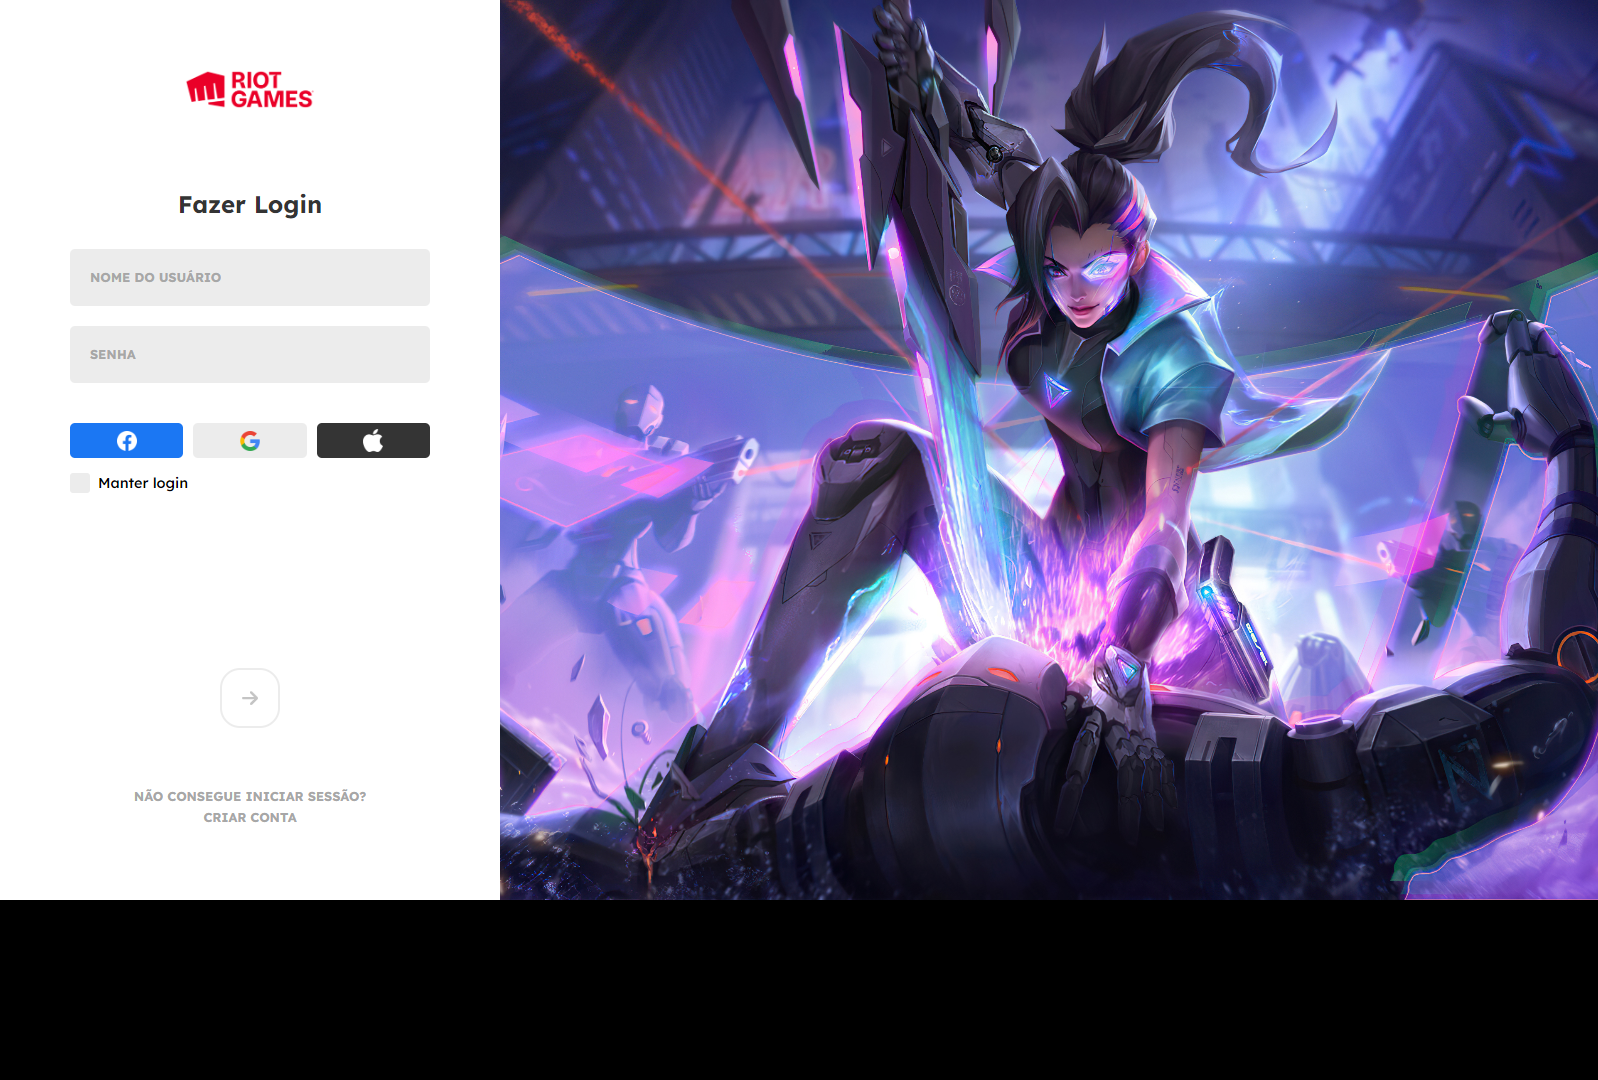 RIOT
GAMES
Fazer Login
NOME DO USUÁRIO
SENHA
Manter login
NÃO CONSEGUE INICIAR SESSÃO?
CRIAR CONTA